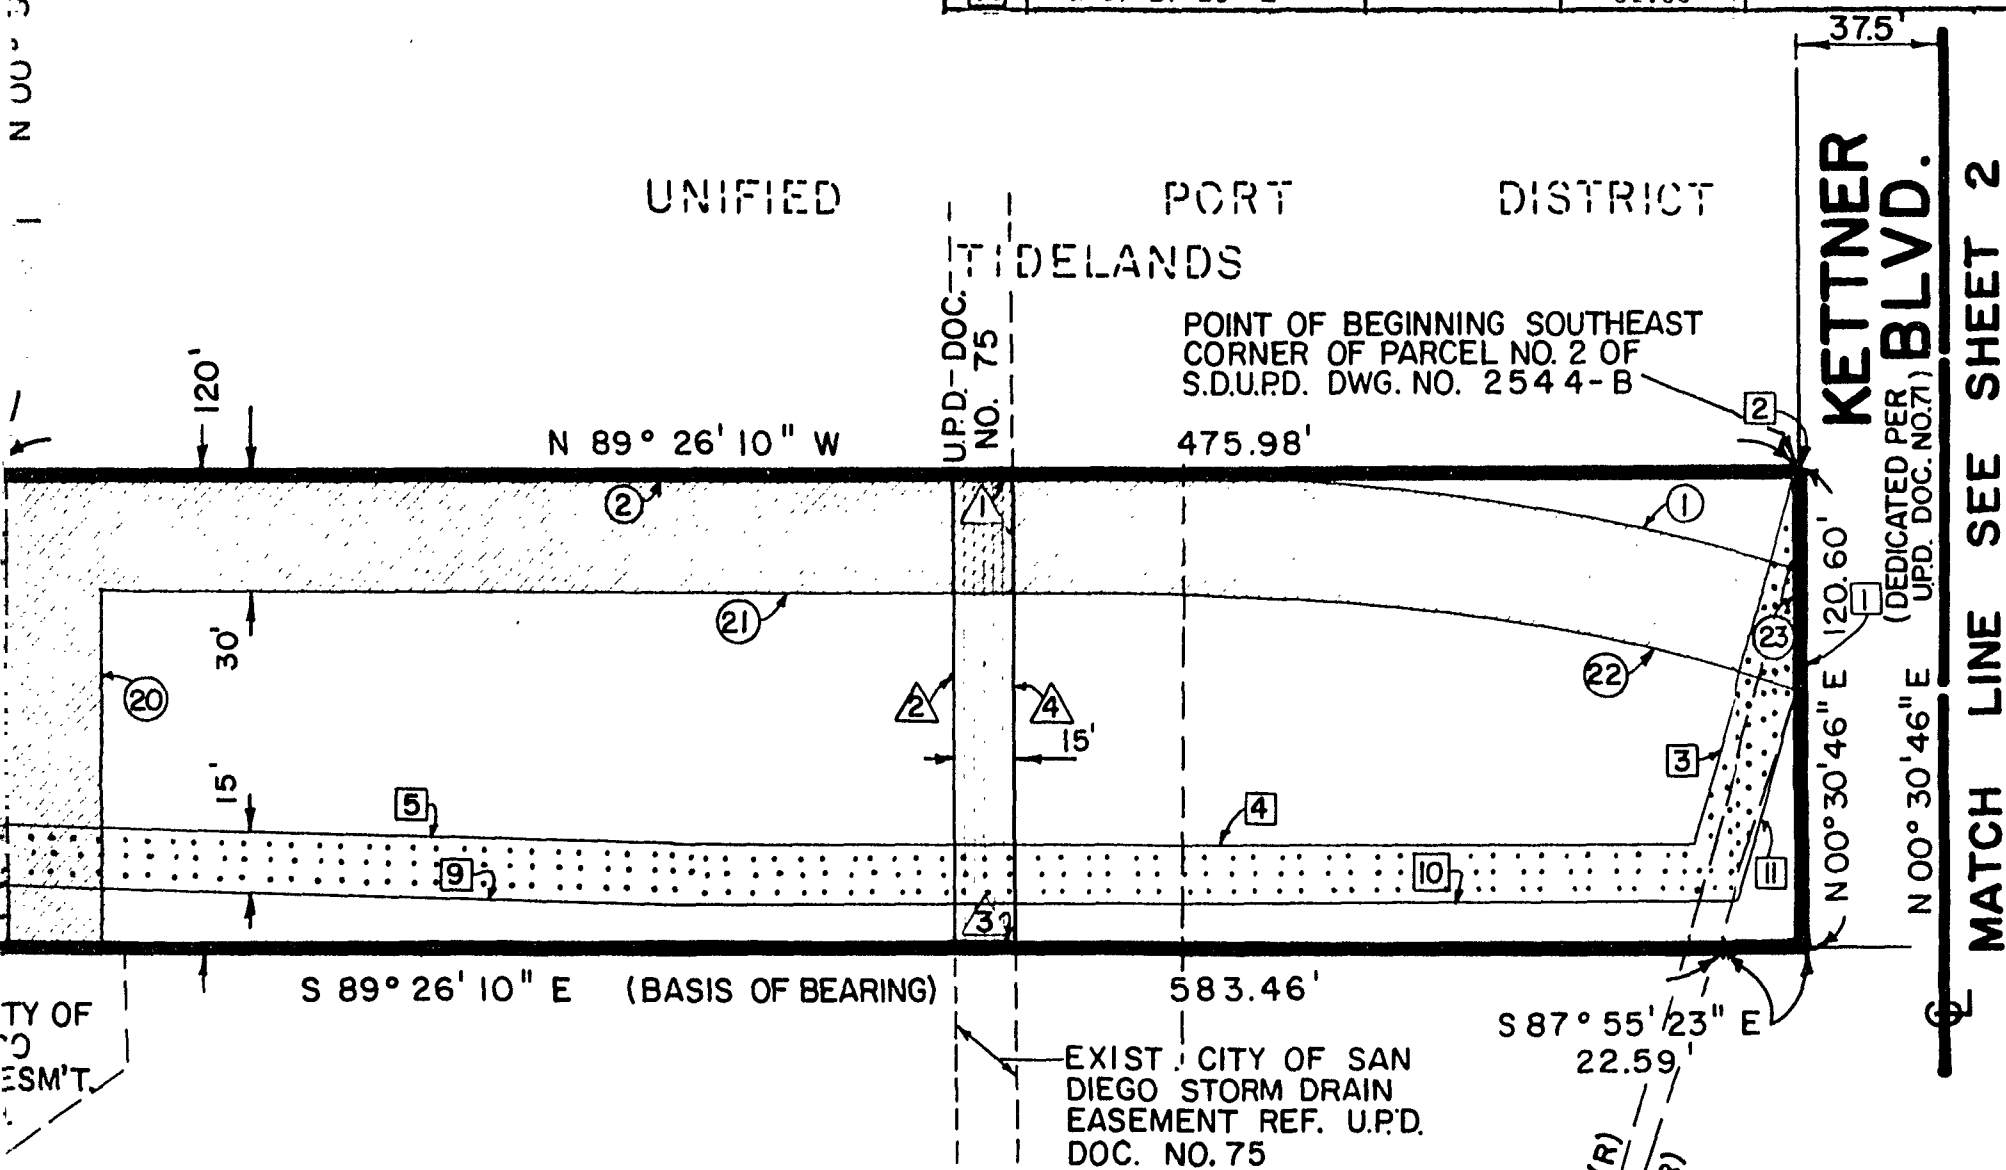 37.5'
N 00°
UNIFIED PORT DISTRICT
TIDELANDS
KETTNER
BLVD.
(DEDICATED PER
U.P.D. DOC. NO.71)
MATCH LINE SEE SHEET 2
U.P.D. DOC.
NO. 75
POINT OF BEGINNING SOUTHEAST
CORNER OF PARCEL NO. 2 OF
S.D.U.P.D. DWG. NO. 2544-B
120'
N 89° 26' 10" W 475.98'
2
2
1
1
21
30'
20
22
23
1
2
4
15'
3
15'
5
4
9
10
11
3
N 00° 30' 46" E 120.60'
N 00° 30' 46" E
S 89° 26' 10" E (BASIS OF BEARING) 583.46'
S 87° 55' 23" E
22.59'
TY OF
ESM'T.
EXIST. CITY OF SAN
DIEGO STORM DRAIN
EASEMENT REF. U.P.D.
DOC. NO. 75
(R)